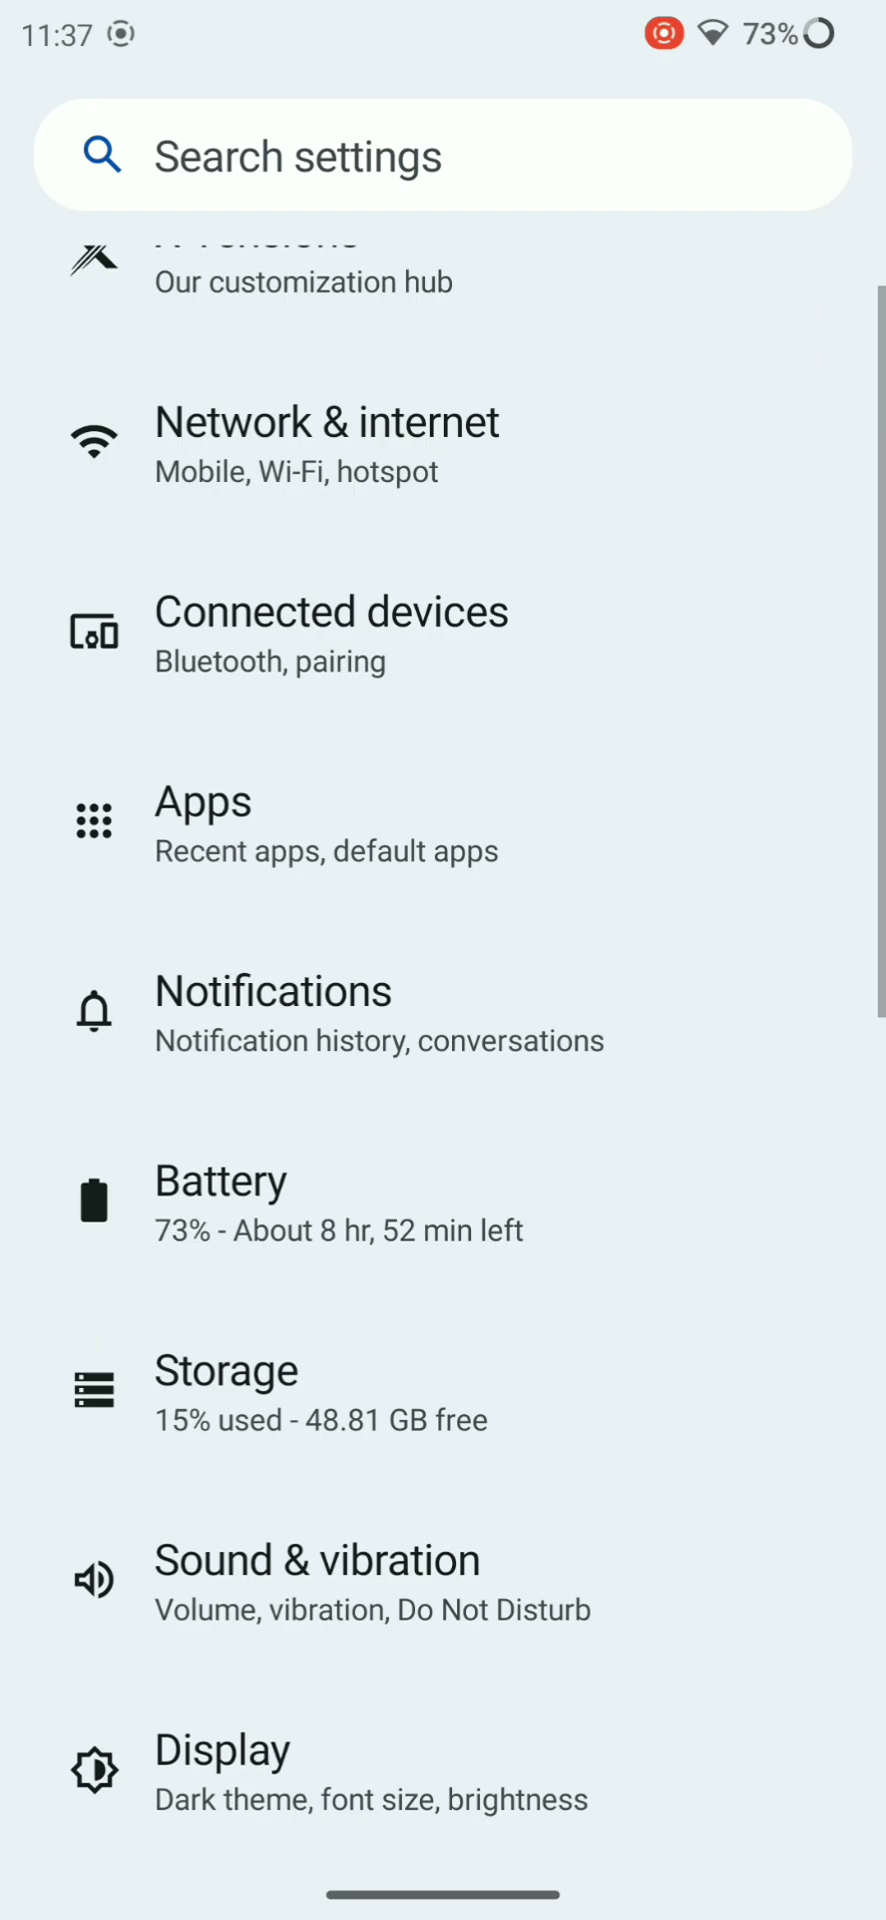 11:37
73%
Search settings
Our customization hub
Network & internet
Mobile, Wi-Fi, hotspot
Connected devices
Bluetooth, pairing
Apps
Recent apps, default apps
Notifications
Notification history, conversations
Battery
73% - About 8 hr, 52 min left
Storage
15% used - 48.81 GB free
Sound & vibration
Volume, vibration, Do Not Disturb
Display
Dark theme, font size, brightness